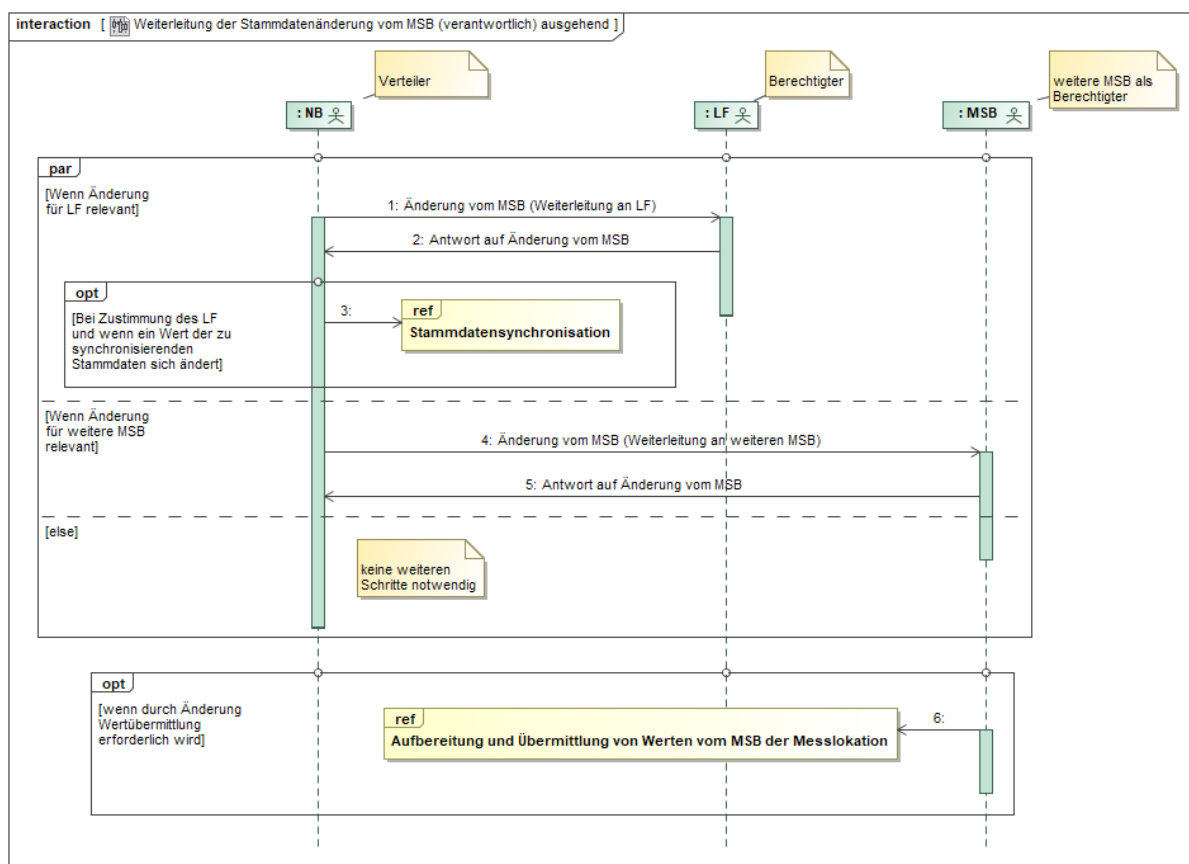 interaction [ Weiterleitung der Stammdatenänderung vom MSB (verantwortlich) ausgehend ]
Verteiler
Berechtigter
weitere MSB als
Berechtigter
: NB
: LF
: MSB
par
[Wenn Änderung
für LF relevant]
1: Änderung vom MSB (Weiterleitung an LF)
2: Antwort auf Änderung vom MSB
opt
[Bei Zustimmung des LF
und wenn ein Wert der zu
synchronisierenden
Stammdaten sich ändert]
3:
ref
Stammdatensynchronisation
[Wenn Änderung
für weitere MSB
relevant]
4: Änderung vom MSB (Weiterleitung an weiteren MSB)
5: Antwort auf Änderung vom MSB
[else]
keine weiteren
Schritte notwendig
opt
[wenn durch Änderung
Wertübermittlung
erforderlich wird]
ref
Aufbereitung und Übermittlung von Werten vom MSB der Messlokation
6: